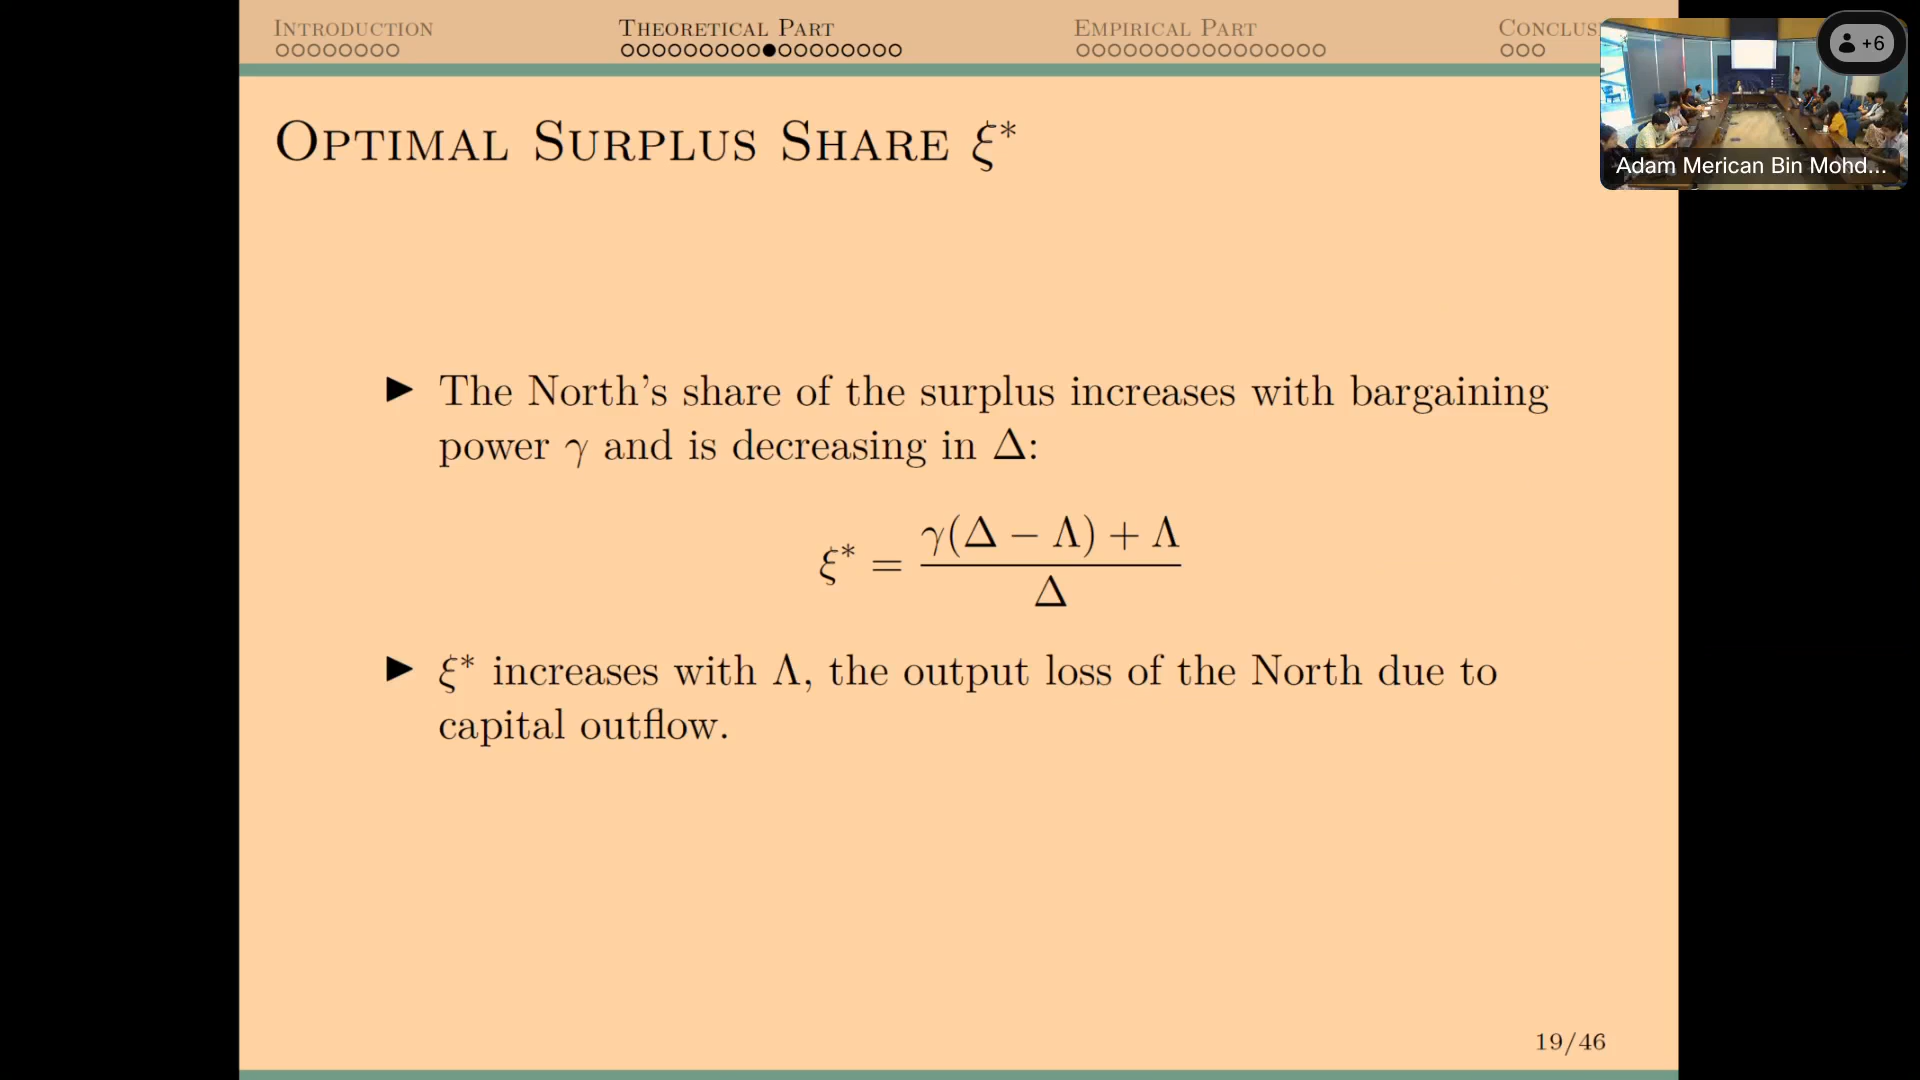 INTRODUCTION
THEORETICAL PART
EMPIRICAL PART
CONCLUS
+6
Adam Merican Bin Mohd...
OPTIMAL SURPLUS SHARE ξ*
▶ The North's share of the surplus increases with bargaining
power γ and is decreasing in Δ:
ξ* = (γ(Δ − Λ) + Λ) / Δ
▶ ξ* increases with Λ, the output loss of the North due to
capital outflow.
19/46